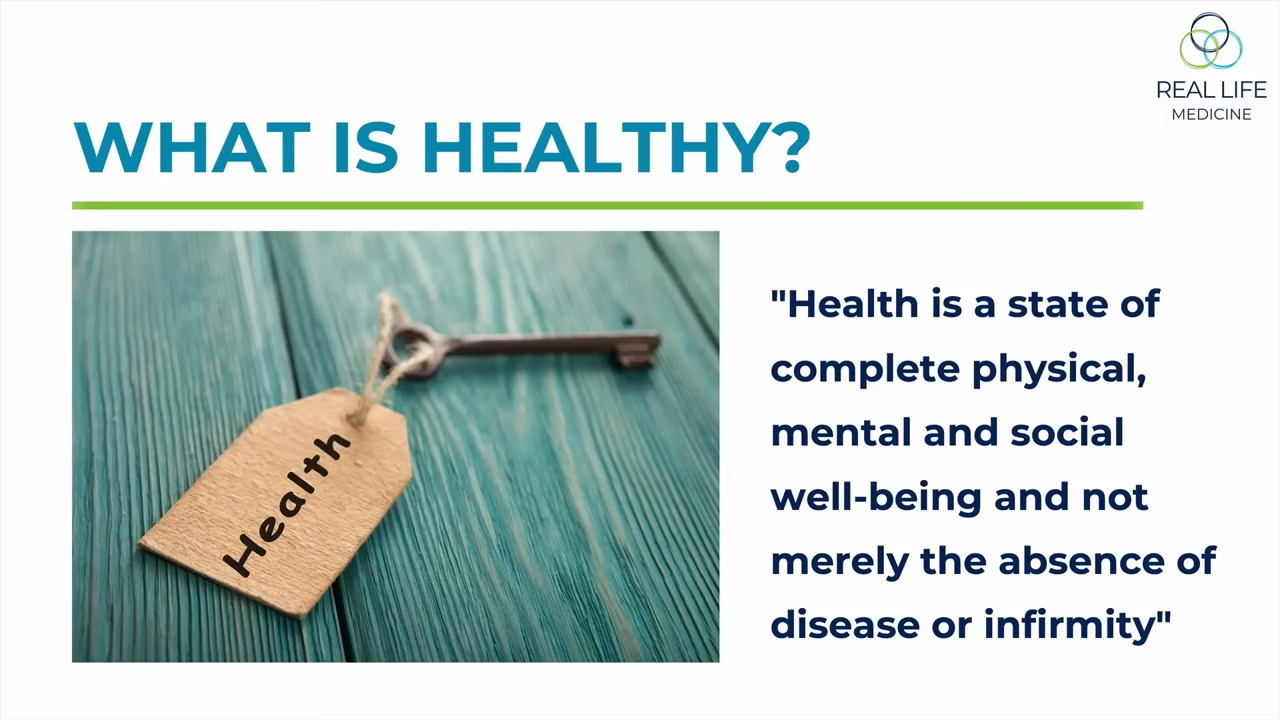 REAL LIFE
MEDICINE
WHAT IS HEALTHY?
Health
"Health is a state of
complete physical,
mental and social
well-being and not
merely the absence of
disease or infirmity"